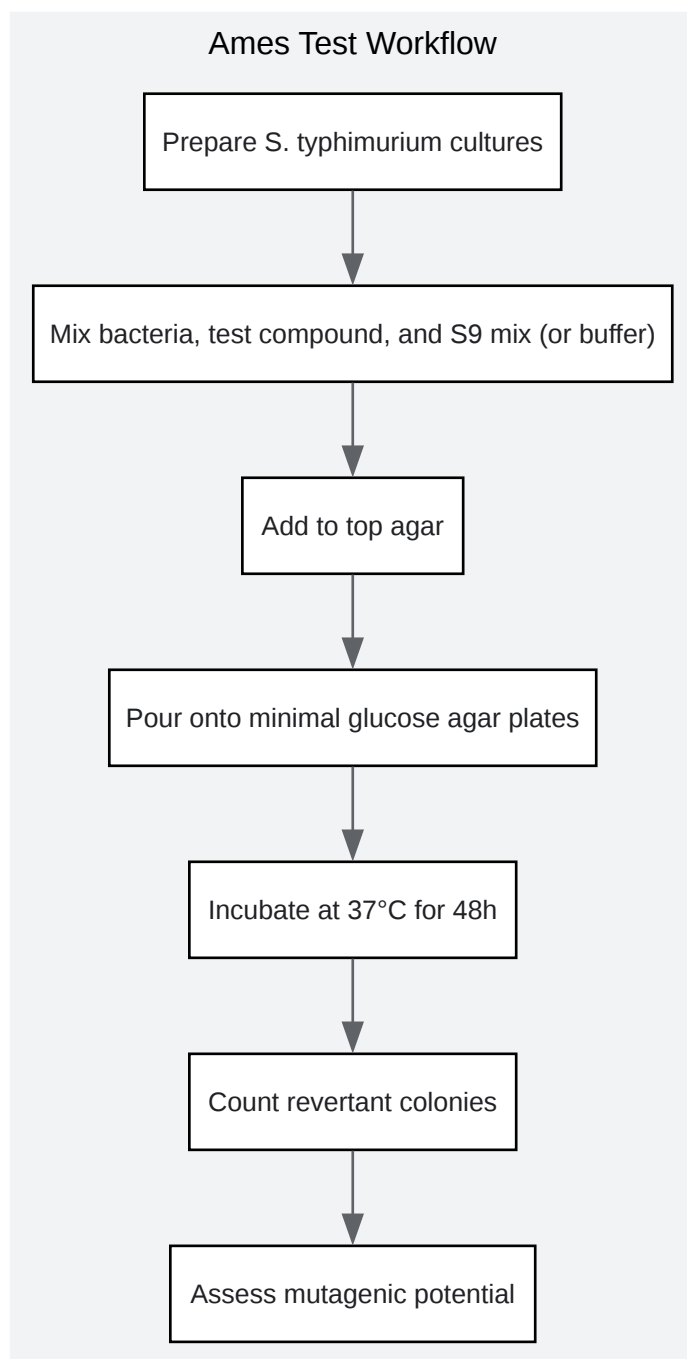 Ames Test Workflow
Prepare S. typhimurium cultures
Mix bacteria, test compound, and S9 mix (or buffer)
Add to top agar
Pour onto minimal glucose agar plates
Incubate at 37°C for 48h
Count revertant colonies
Assess mutagenic potential